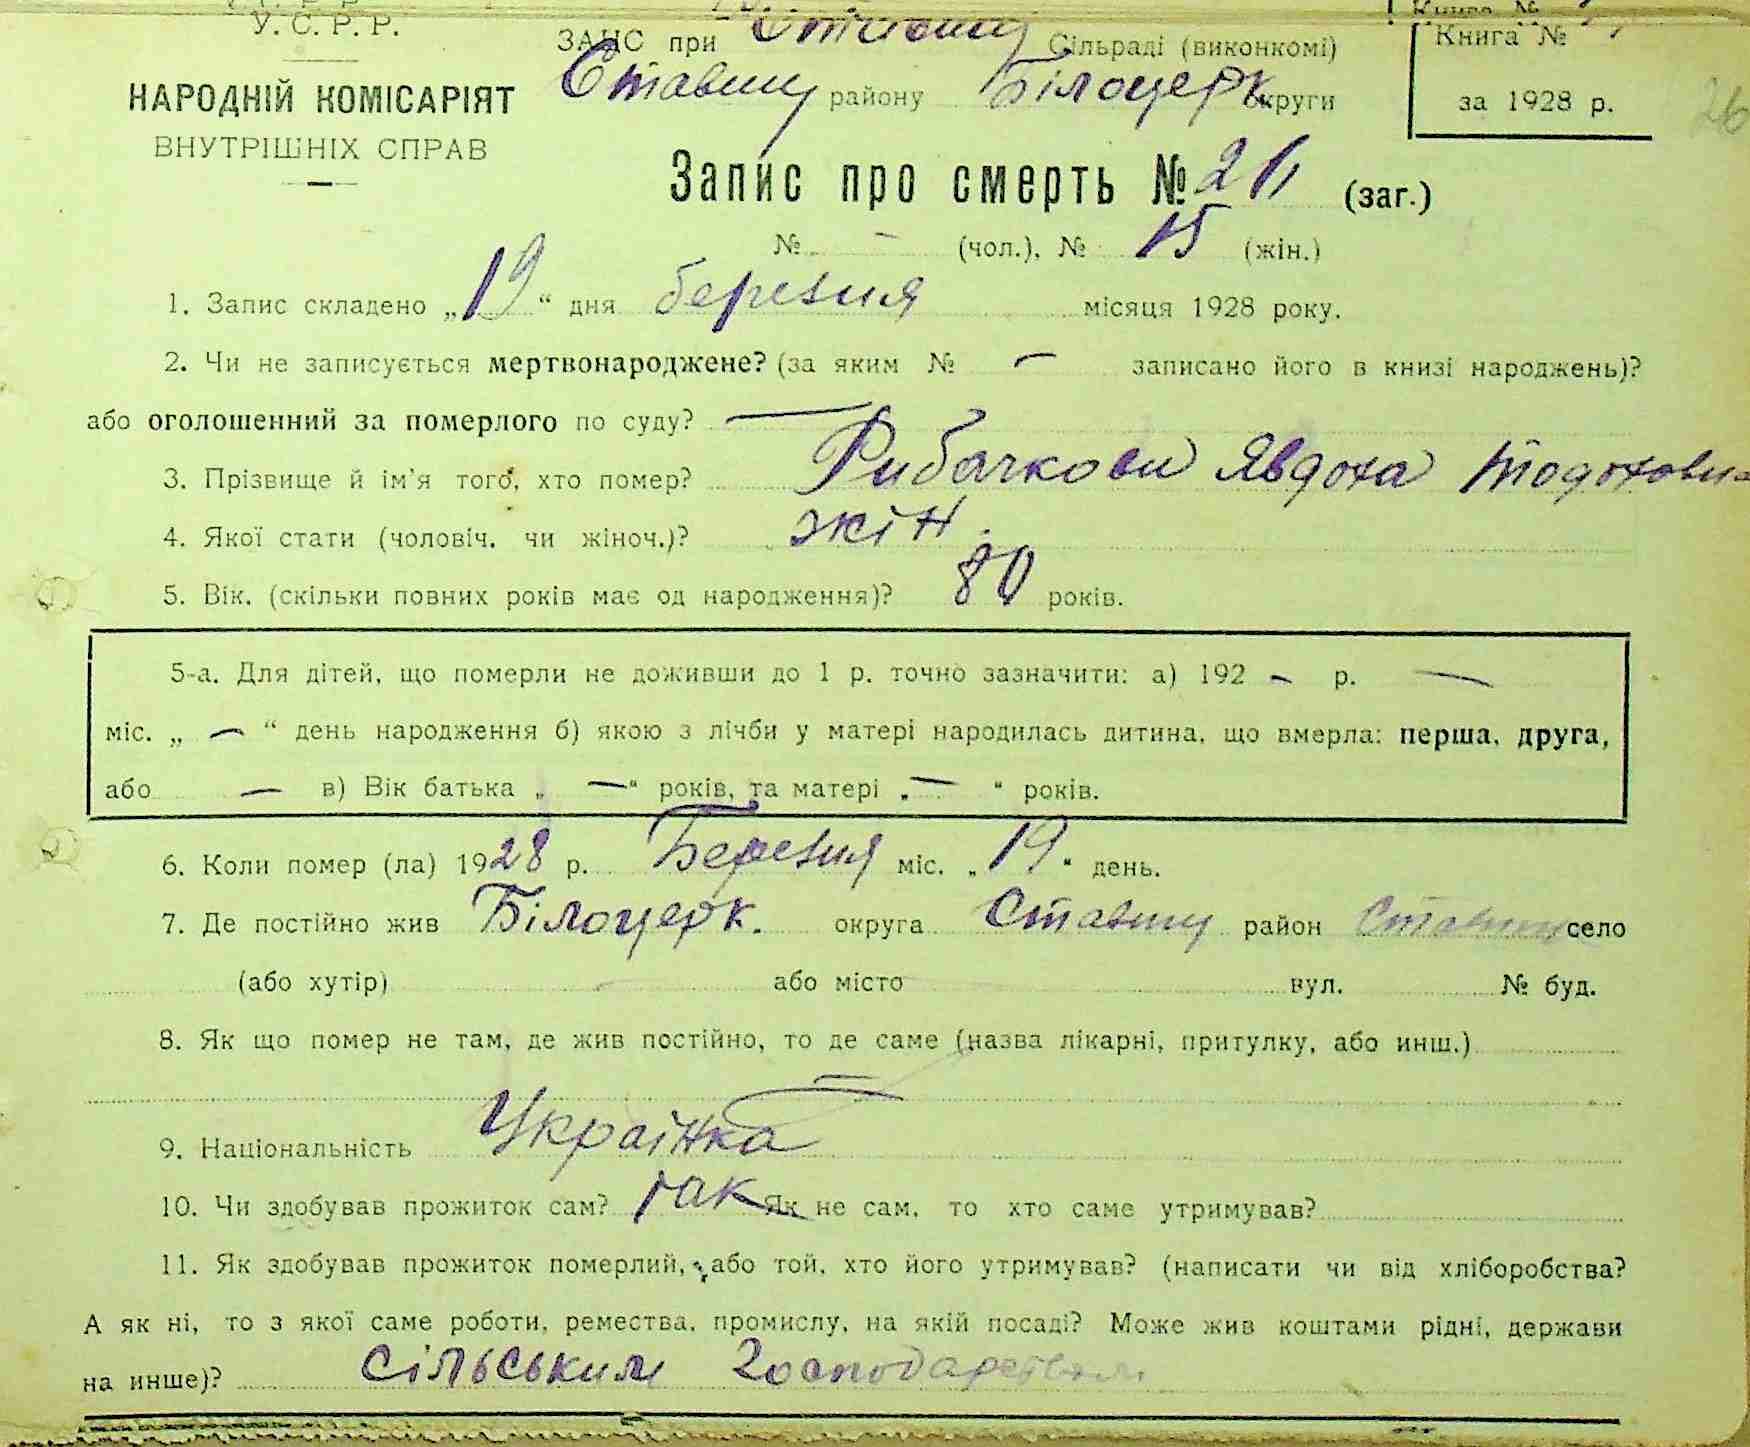 У. С. Р. Р.
НАРОДНІЙ КОМІСАРІЯТ
ВНУТРІШНІХ СПРАВ
ЗАНС при Ставищ Сільраді (виконкомі)
Ставищ району Білоцерк округи
Книга №
за 1928 р.
26
Запис про смерть № 26 (заг.)
№ – (чол.), № 15 (жін.)
1. Запис складено „19“ дня березня місяця 1928 року.
2. Чи не записується мертвонароджене? (за яким № – записано його в книзі народжень)?
або оголошенний за померлого по суду? —
3. Прізвище й ім'я того, хто помер? Рибачкови Явдоха
4. Якої стати (чоловіч. чи жіноч.)? жін.
5. Вік. (скільки повних років має од народження)? 80 років.
5-а. Для дітей, що померли не доживши до 1 р. точно зазначити: а) 192 – р. —
міс. „ — “ день народження б) якою з лічби у матері народилась дитина, що вмерла: перша, друга,
або — в) Вік батька „ — “ років, та матері „ — “ років.
6. Коли помер (ла) 1928 р. Березня міс. „19“ день.
7. Де постійно жив Білоцерк. округа Ставищ район Ставищ село
(або хутір) або місто вул. № буд.
8. Як що помер не там, де жив постійно, то де саме (назва лікарні, притулку, або инш.)
—
9. Національність Українка
10. Чи здобував прожиток сам? так Як не сам, то хто саме утримував?
11. Як здобував прожиток померлий, або той, хто його утримував? (написати чи від хліборобства?
А як ні, то з якої саме роботи, ремества, промислу, на якій посаді? Може жив коштами рідні, держави
на инше)? сільським господарством